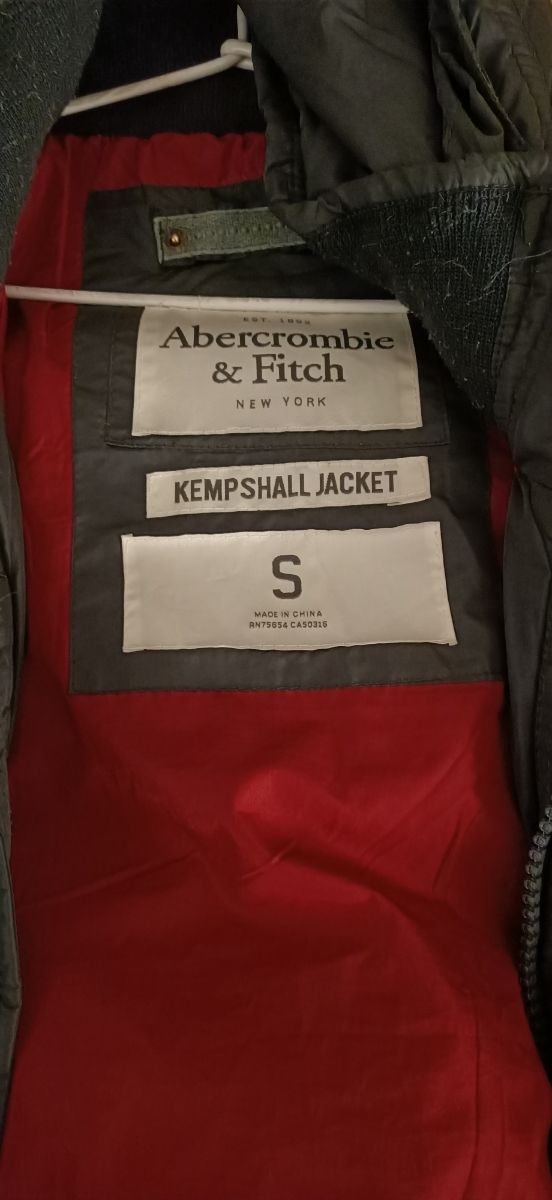 EST. 1892
Abercrombie
& Fitch
NEW YORK
KEMPSHALL JACKET
S
MADE IN CHINA
RN75654 CA50316